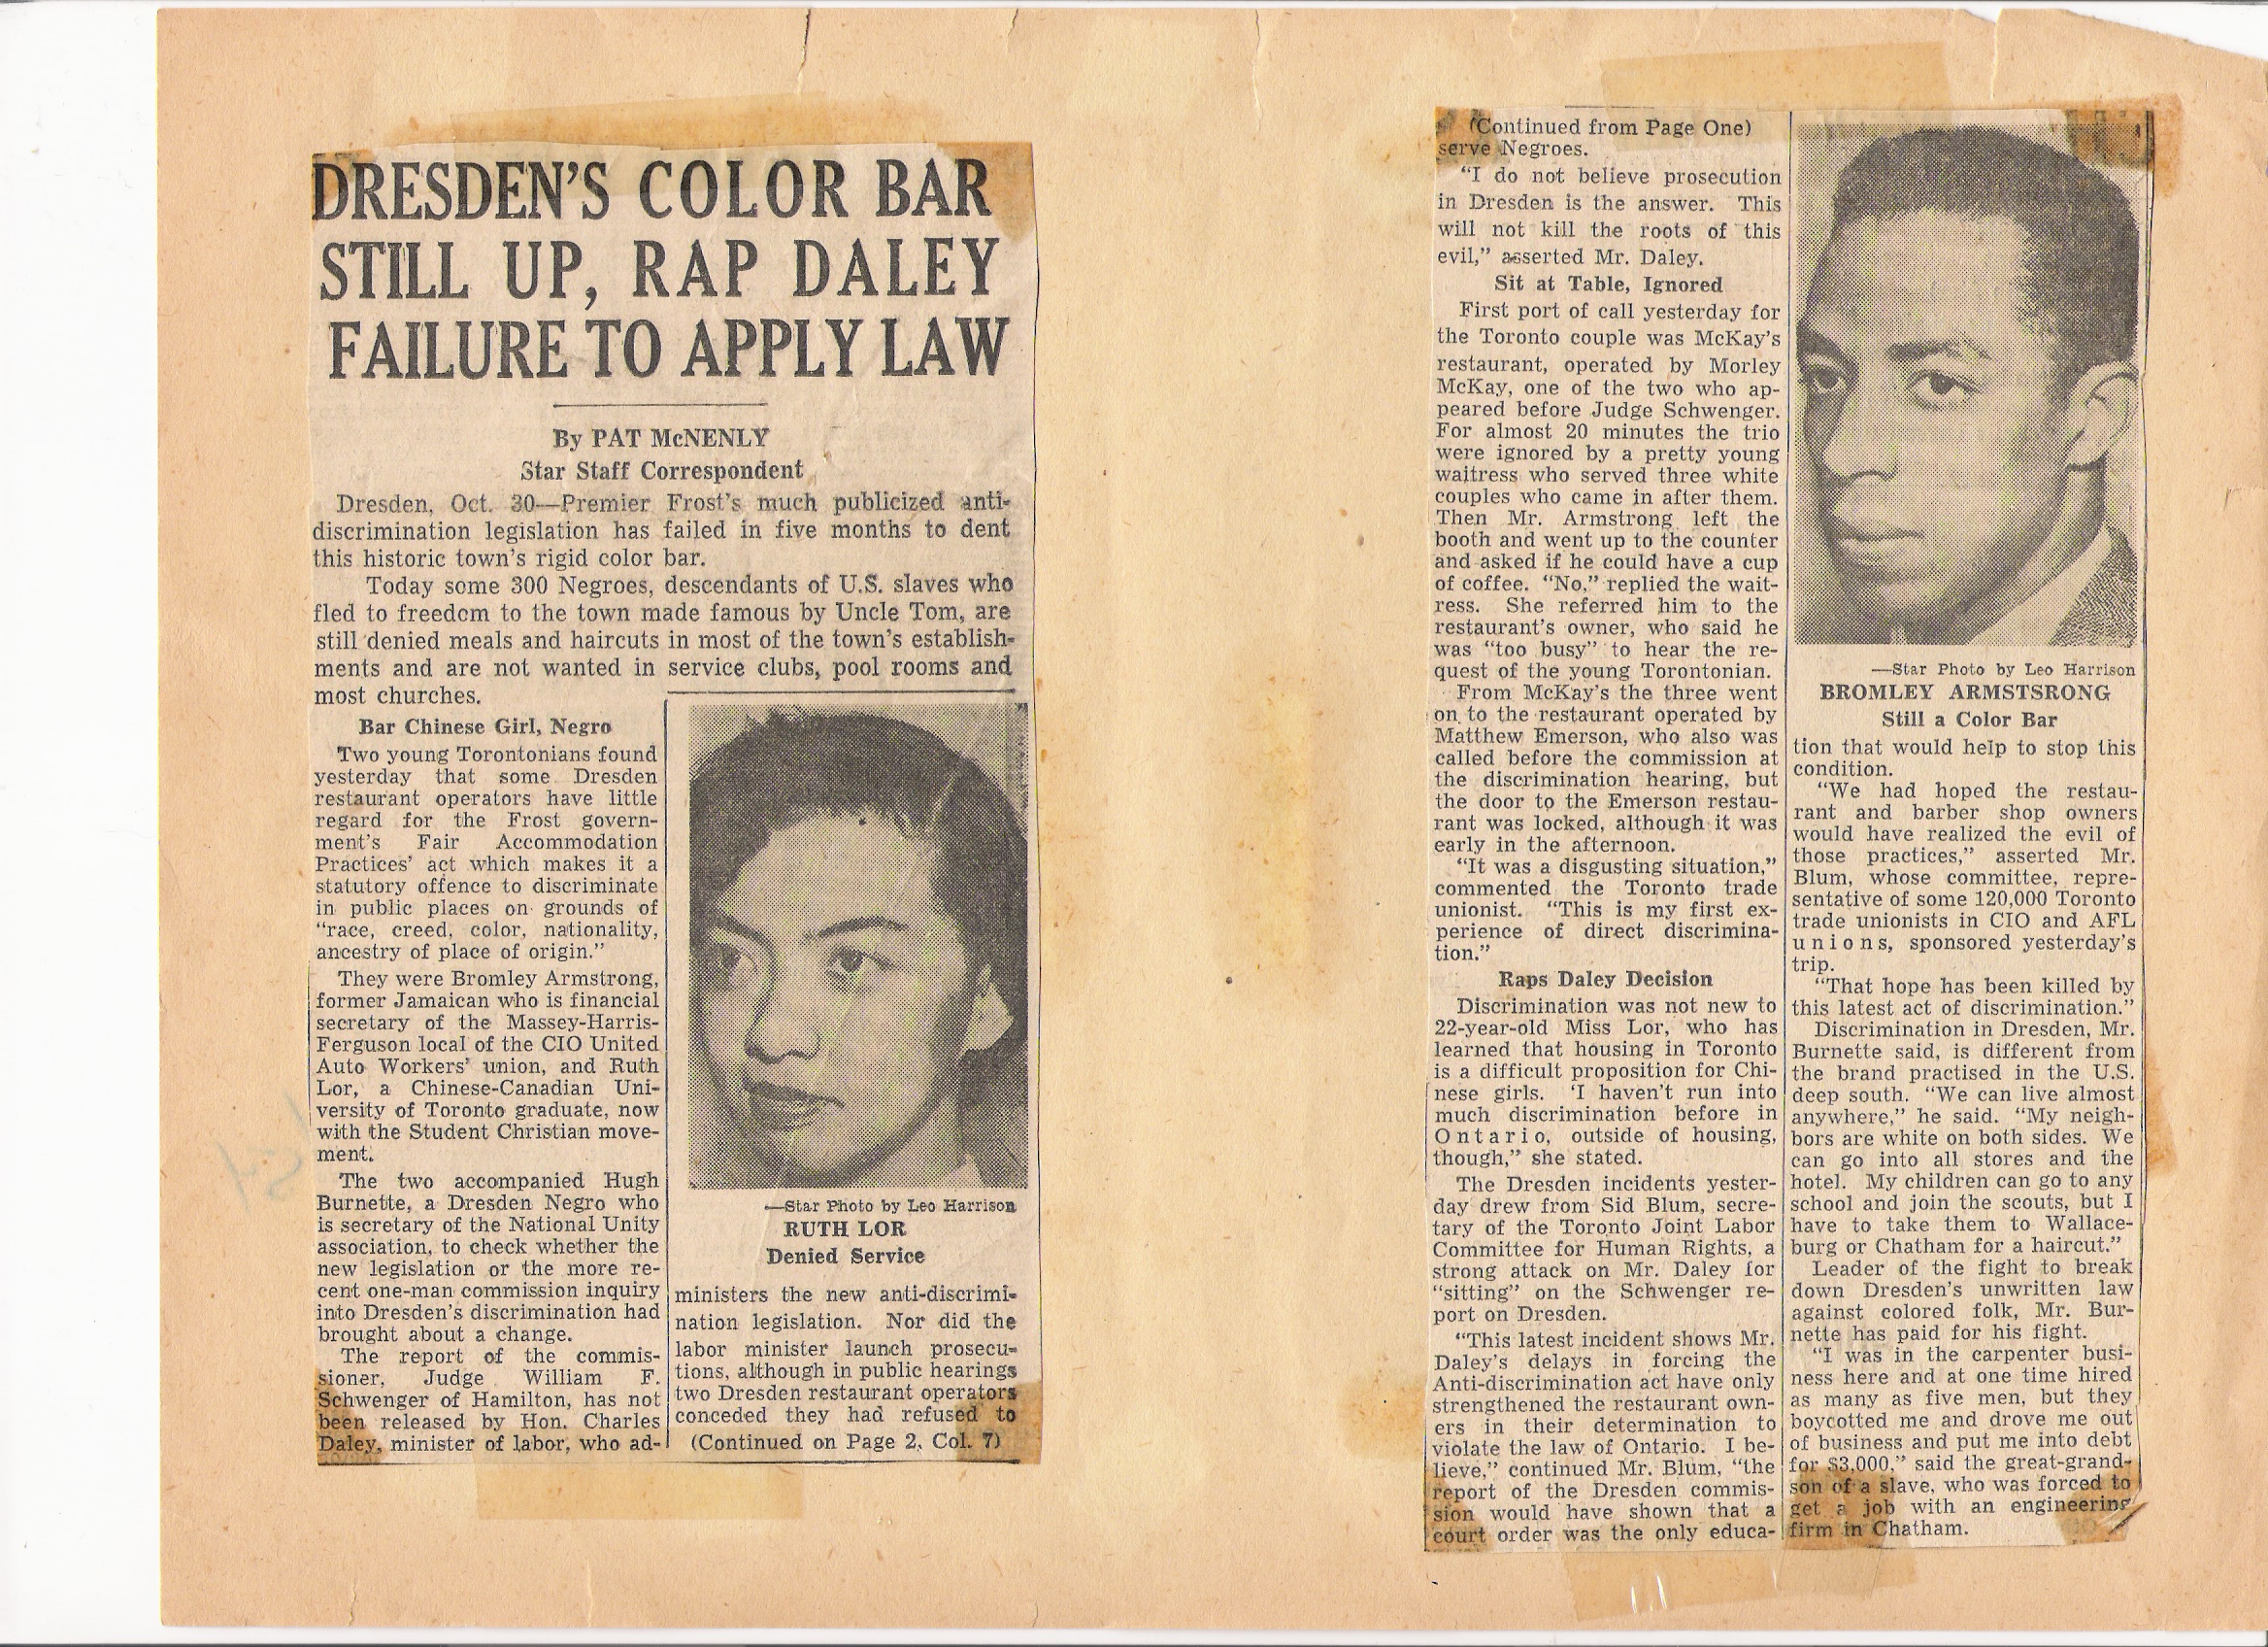 DRESDEN'S COLOR BAR
STILL UP, RAP DALEY
FAILURE TO APPLY LAW
By PAT McNENLY
Star Staff Correspondent
Dresden, Oct. 30—Premier Frost's much publicized anti-
discrimination legislation has failed in five months to dent
this historic town's rigid color bar.
Today some 300 Negroes, descendants of U.S. slaves who
fled to freedom to the town made famous by Uncle Tom, are
still denied meals and haircuts in most of the town's establish-
ments and are not wanted in service clubs, pool rooms and
most churches.
Bar Chinese Girl, Negro
Two young Torontonians found
yesterday that some Dresden
restaurant operators have little
regard for the Frost govern-
ment's Fair Accommodation
Practices' act which makes it a
statutory offence to discriminate
in public places on grounds of
"race, creed, color, nationality,
ancestry of place of origin."
They were Bromley Armstrong,
former Jamaican who is financial
secretary of the Massey-Harris-
Ferguson local of the CIO United
Auto Workers' union, and Ruth
Lor, a Chinese-Canadian Uni-
versity of Toronto graduate, now
with the Student Christian move-
ment.
The two accompanied Hugh
Burnette, a Dresden Negro who
is secretary of the National Unity
association, to check whether the
new legislation or the more re-
cent one-man commission inquiry
into Dresden's discrimination had
brought about a change.
The report of the commis-
sioner, Judge William F.
Schwenger of Hamilton, has not
been released by Hon. Charles
Daley, minister of labor, who ad-
—Star Photo by Leo Harrison
RUTH LOR
Denied Service
ministers the new anti-discrimi-
nation legislation. Nor did the
labor minister launch prosecu-
tions, although in public hearings
two Dresden restaurant operators
conceded they had refused to
(Continued on Page 2, Col. 7)
(Continued from Page One)
serve Negroes.
"I do not believe prosecution
in Dresden is the answer. This
will not kill the roots of this
evil," asserted Mr. Daley.
Sit at Table, Ignored
First port of call yesterday for
the Toronto couple was McKay's
restaurant, operated by Morley
McKay, one of the two who ap-
peared before Judge Schwenger.
For almost 20 minutes the trio
were ignored by a pretty young
waitress who served three white
couples who came in after them.
Then Mr. Armstrong left the
booth and went up to the counter
and asked if he could have a cup
of coffee. "No," replied the wait-
ress. She referred him to the
restaurant's owner, who said he
was "too busy" to hear the re-
quest of the young Torontonian.
From McKay's the three went
on to the restaurant operated by
Matthew Emerson, who also was
called before the commission at
the discrimination hearing, but
the door to the Emerson restau-
rant was locked, although it was
early in the afternoon.
"It was a disgusting situation,"
commented the Toronto trade
unionist. "This is my first ex-
perience of direct discrimina-
tion."
Raps Daley Decision
Discrimination was not new to
22-year-old Miss Lor, who has
learned that housing in Toronto
is a difficult proposition for Chi-
nese girls. 'I haven't run into
much discrimination before in
Ontario, outside of housing,
though," she stated.
The Dresden incidents yester-
day drew from Sid Blum, secre-
tary of the Toronto Joint Labor
Committee for Human Rights, a
strong attack on Mr. Daley for
"sitting" on the Schwenger re-
port on Dresden.
"This latest incident shows Mr.
Daley's delays in forcing the
Anti-discrimination act have only
strengthened the restaurant own-
ers in their determination to
violate the law of Ontario. I be-
lieve," continued Mr. Blum, "the
report of the Dresden commis-
sion would have shown that a
court order was the only educa-
—Star Photo by Leo Harrison
BROMLEY ARMSTSRONG
Still a Color Bar
tion that would help to stop this
condition.
"We had hoped the restau-
rant and barber shop owners
would have realized the evil of
those practices," asserted Mr.
Blum, whose committee, repre-
sentative of some 120,000 Toronto
trade unionists in CIO and AFL
unions, sponsored yesterday's
trip.
"That hope has been killed by
this latest act of discrimination."
Discrimination in Dresden, Mr.
Burnette said, is different from
the brand practised in the U.S.
deep south. "We can live almost
anywhere," he said. "My neigh-
bors are white on both sides. We
can go into all stores and the
hotel. My children can go to any
school and join the scouts, but I
have to take them to Wallace-
burg or Chatham for a haircut."
Leader of the fight to break
down Dresden's unwritten law
against colored folk, Mr. Bur-
nette has paid for his fight.
"I was in the carpenter busi-
ness here and at one time hired
as many as five men, but they
boycotted me and drove me out
of business and put me into debt
for $3,000," said the great-grand-
son of a slave, who was forced to
get a job with an engineering
firm in Chatham.